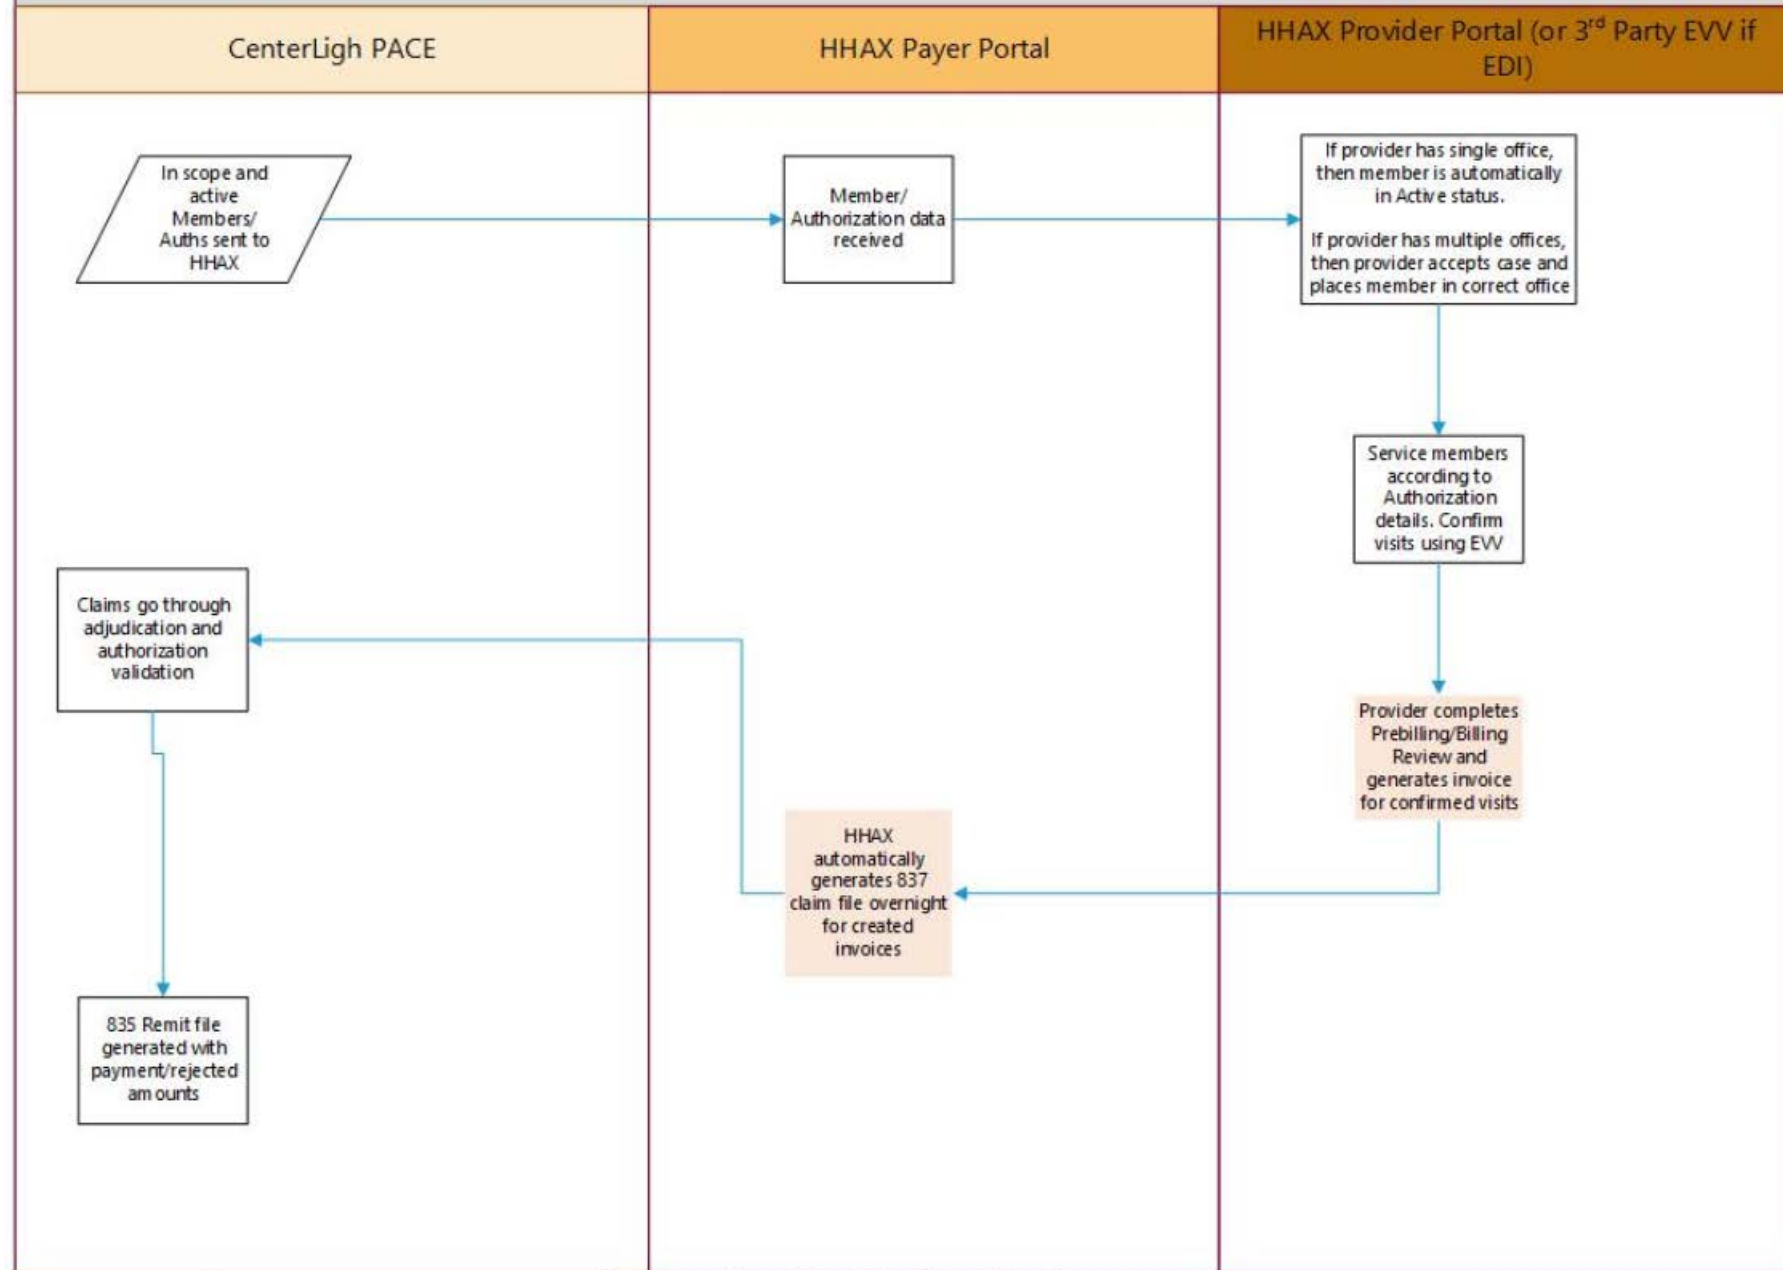 CenterLigh PACE
HHAX Payer Portal
HHAX Provider Portal (or 3rd Party EVV if
EDI)
In scope and
active
Members/
Auths sent to
HHAX
Member/
Authorization data
received
If provider has single office,
then member is automatically
in Active status.
If provider has multiple offices,
then provider accepts case and
places member in correct office
Service members
according to
Authorization
details. Confirm
visits using EVV
Provider completes
Prebilling/Billing
Review and
generates invoice
for confirmed visits
HHAX
automatically
generates 837
claim file overnight
for created
invoices
Claims go through
adjudication and
authorization
validation
835 Remit file
generated with
payment/rejected
amounts